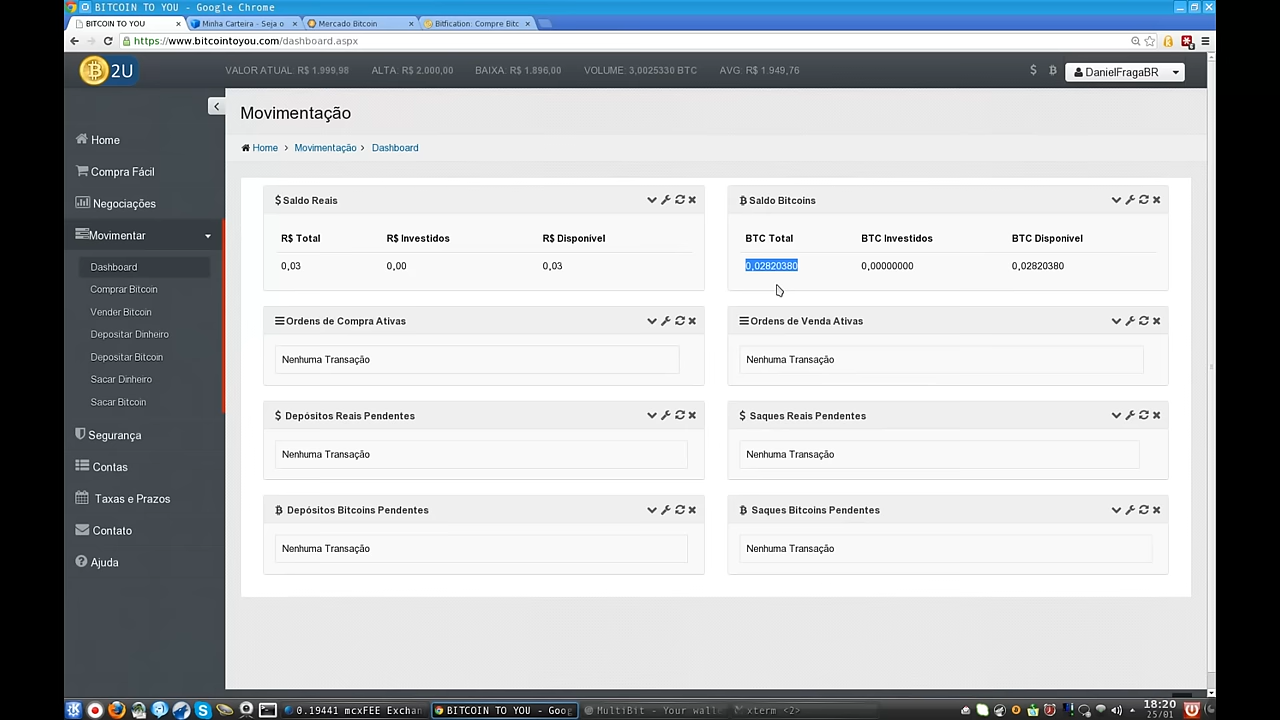 BITCOIN TO YOU - Google Chrome
BITCOIN TO YOU
Minha Carteira - Seja o
Mercado Bitcoin
Bitfication: Compre Bitc
https://www.bitcointoyou.com/dashboard.aspx
B 2U
VALOR ATUAL: R$ 1.999,98
ALTA: R$ 2.000,00
BAIXA: R$ 1.896,00
VOLUME: 3,0025330 BTC
AVG: R$ 1.949,76
DanielFragaBR
Movimentação
Home > Movimentação > Dashboard
Home
Compra Fácil
Negociações
Movimentar
Dashboard
Comprar Bitcoin
Vender Bitcoin
Depositar Dinheiro
Depositar Bitcoin
Sacar Dinheiro
Sacar Bitcoin
Segurança
Contas
Taxas e Prazos
Contato
Ajuda
$ Saldo Reais
R$ Total R$ Investidos R$ Disponível
0,03 0,00 0,03
Saldo Bitcoins
BTC Total BTC Investidos BTC Disponível
0,02820380 0,00000000 0,02820380
Ordens de Compra Ativas
Nenhuma Transação
Ordens de Venda Ativas
Nenhuma Transação
$ Depósitos Reais Pendentes
Nenhuma Transação
$ Saques Reais Pendentes
Nenhuma Transação
Depósitos Bitcoins Pendentes
Nenhuma Transação
Saques Bitcoins Pendentes
Nenhuma Transação
0.19441 mcxFEE Exchan
BITCOIN TO YOU - Goog
MultiBit - Your walle
xterm <2>
18:20
25/01